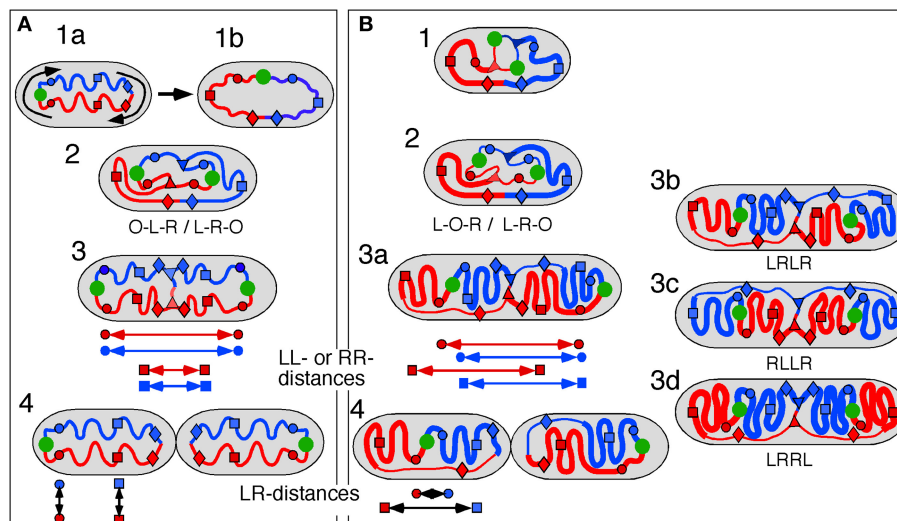 A
1a
1b
2
O-L-R / L-R-O
3
LL- or RR-
distances
4
LR-distances
B
1
2
L-O-R / L-R-O
3a
3b
LRLR
3c
RLLR
3d
LRRL
4